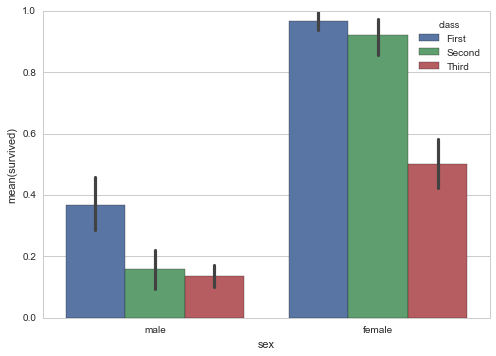 1.0
0.8
0.6
0.4
0.2
0.0
mean(survived)
class
First
Second
Third
male
female
sex